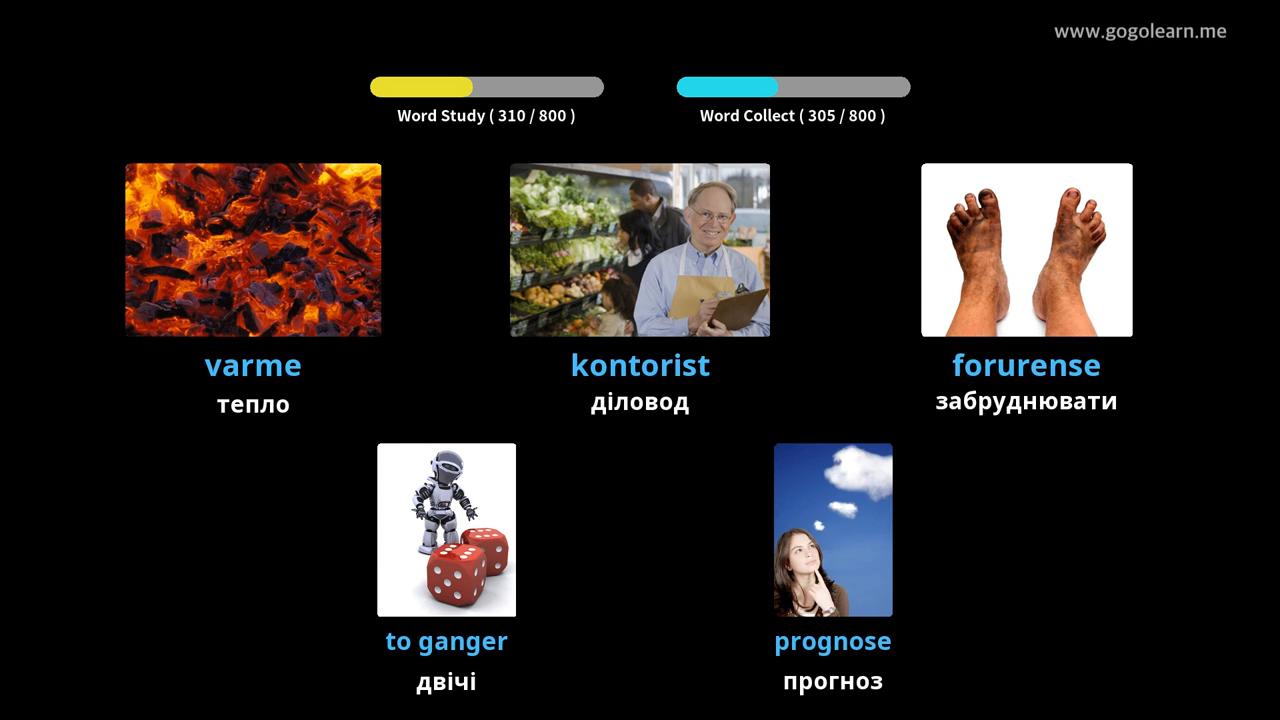 www.gogolearn.me
Word Study ( 310 / 800 )
Word Collect ( 305 / 800 )
varme
тепло
kontorist
діловод
forurense
забруднювати
to ganger
двічі
prognose
прогноз